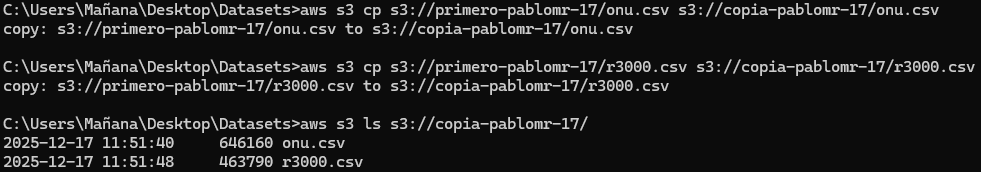 C:\Users\Mañana\Desktop\Datasets>aws s3 cp s3://primero-pablomr-17/onu.csv s3://copia-pablomr-17/onu.csv
copy: s3://primero-pablomr-17/onu.csv to s3://copia-pablomr-17/onu.csv
C:\Users\Mañana\Desktop\Datasets>aws s3 cp s3://primero-pablomr-17/r3000.csv s3://copia-pablomr-17/r3000.csv
copy: s3://primero-pablomr-17/r3000.csv to s3://copia-pablomr-17/r3000.csv
C:\Users\Mañana\Desktop\Datasets>aws s3 ls s3://copia-pablomr-17/
2025-12-17 11:51:40     646160 onu.csv
2025-12-17 11:51:48     463790 r3000.csv